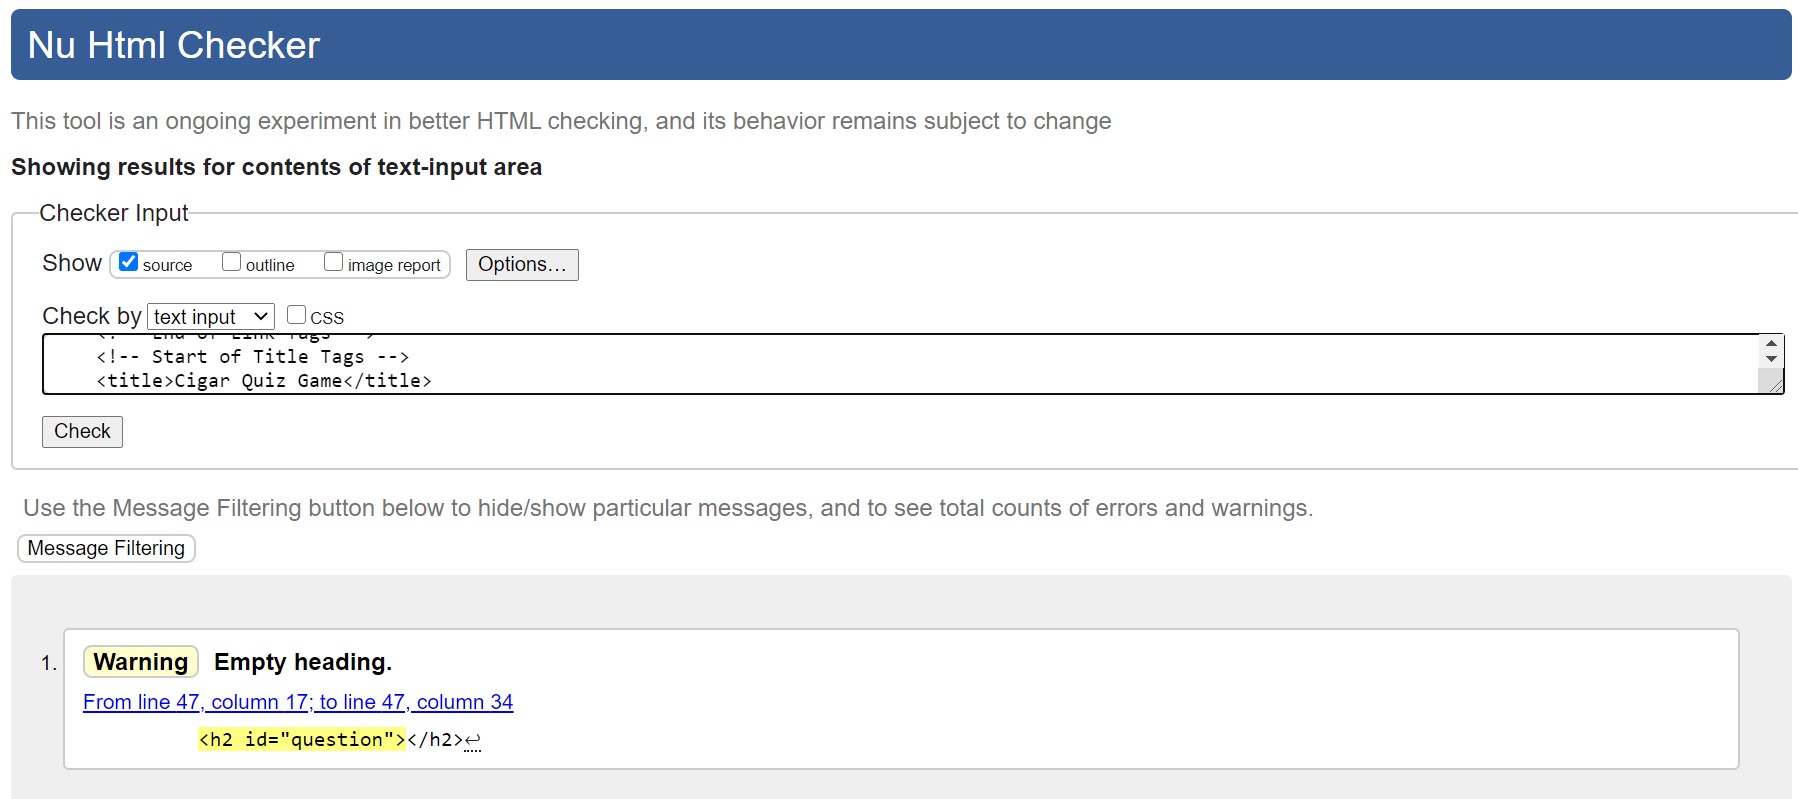 Nu Html Checker
This tool is an ongoing experiment in better HTML checking, and its behavior remains subject to change
Showing results for contents of text-input area
Checker Input
Show source outline image report Options...
Check by text input CSS
<!-- End of Link Tags -->
<!-- Start of Title Tags -->
<title>Cigar Quiz Game</title>
Check
Use the Message Filtering button below to hide/show particular messages, and to see total counts of errors and warnings.
Message Filtering
1. Warning Empty heading.
From line 47, column 17; to line 47, column 34
<h2 id="question"></h2>↩